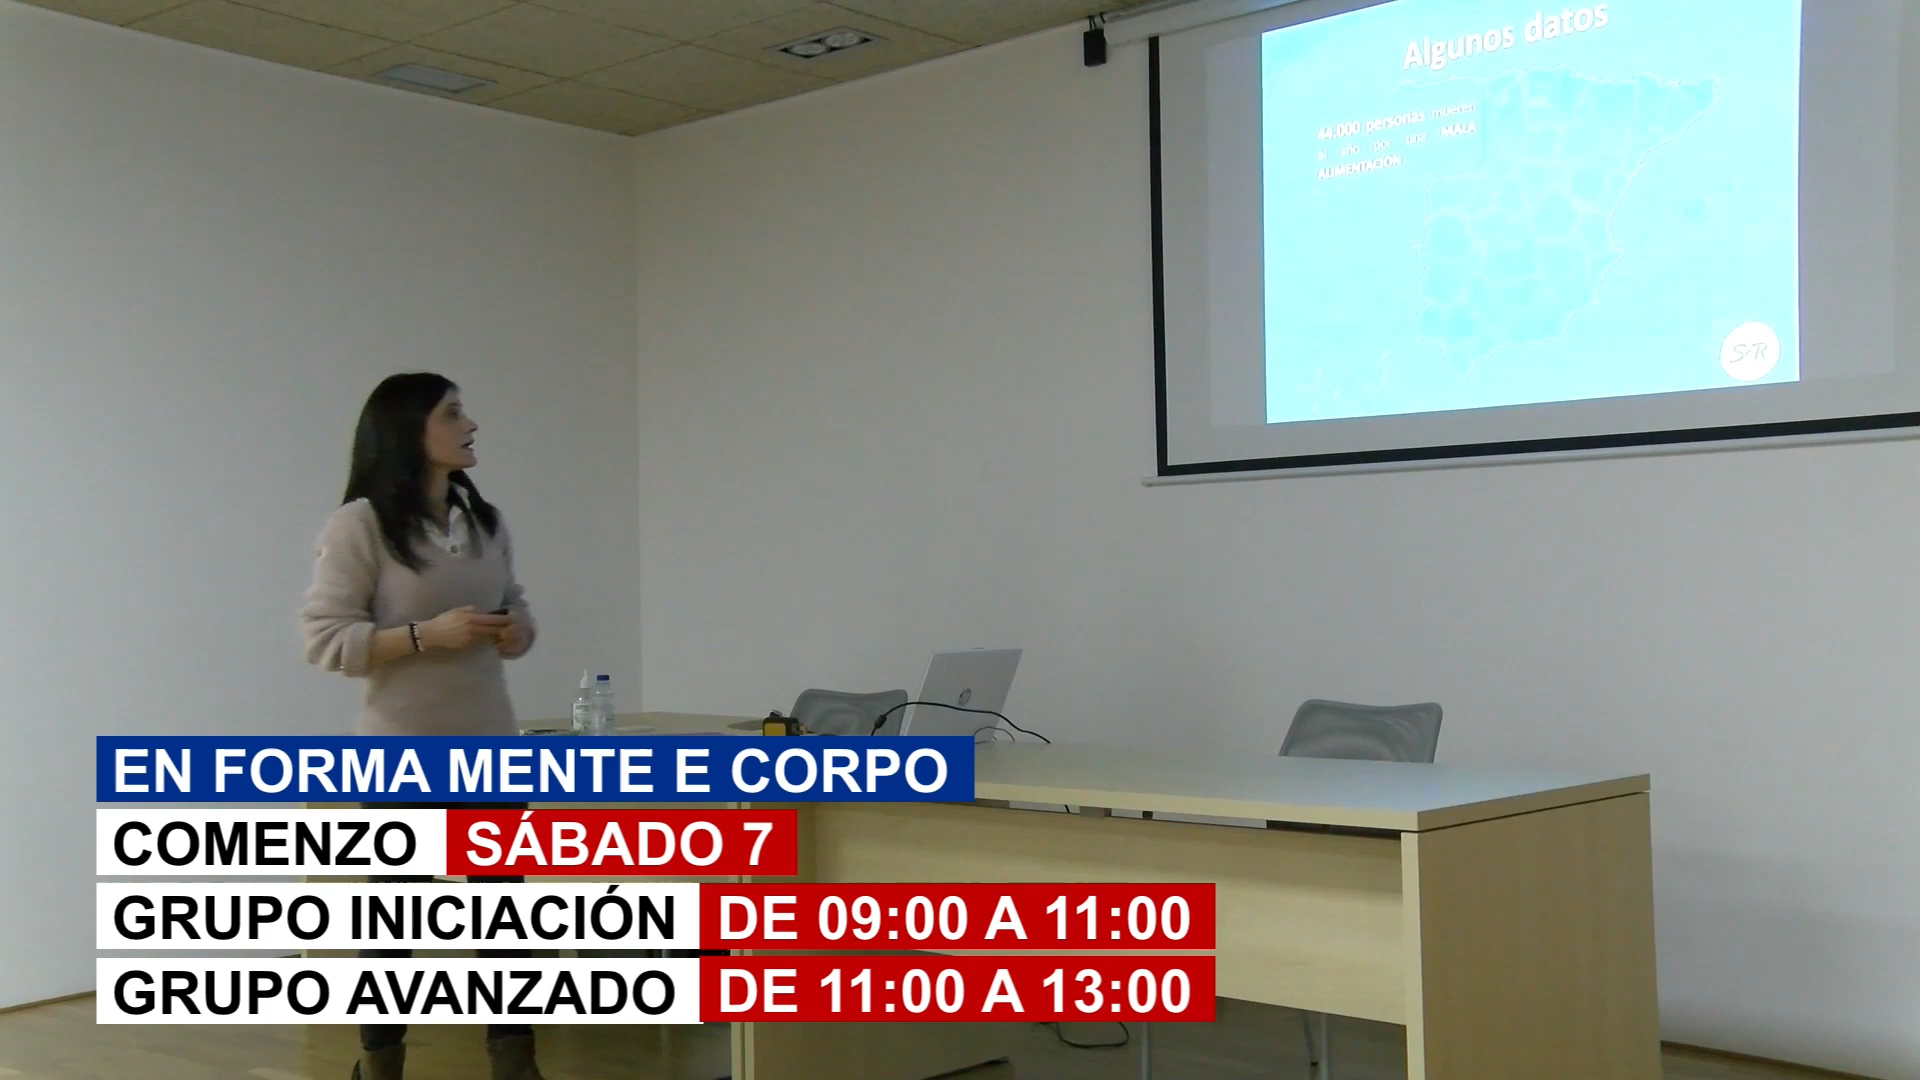 Algunos datos
44.000 personas mueren
al año por una MALA
ALIMENTACIÓN
EN FORMA MENTE E CORPO
COMENZO SÁBADO 7
GRUPO INICIACIÓN DE 09:00 A 11:00
GRUPO AVANZADO DE 11:00 A 13:00